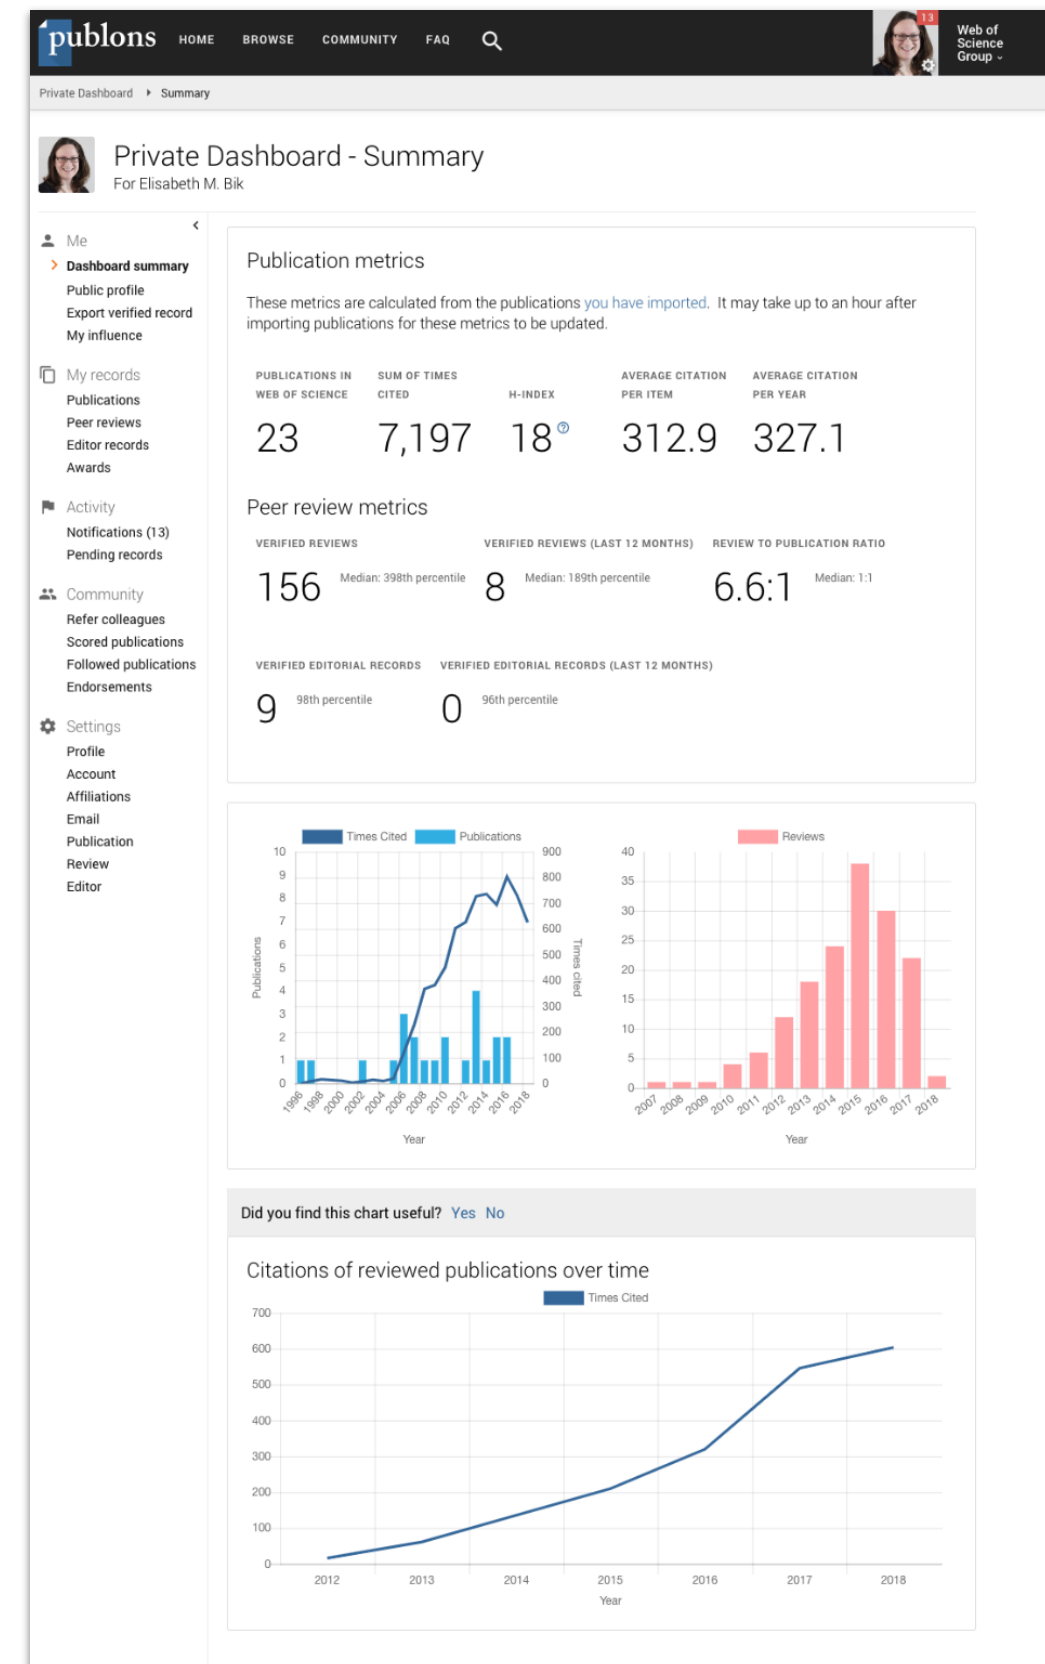 publons HOME BROWSE COMMUNITY FAQ
13
Web of
Science
Group
Private Dashboard Summary
Private Dashboard - Summary
For Elisabeth M. Bik
Me
Dashboard summary
Public profile
Export verified record
My influence
My records
Publications
Peer reviews
Editor records
Awards
Activity
Notifications (13)
Pending records
Community
Refer colleagues
Scored publications
Followed publications
Endorsements
Settings
Profile
Account
Affiliations
Email
Publication
Review
Editor
Publication metrics
These metrics are calculated from the publications you have imported. It may take up to an hour after
importing publications for these metrics to be updated.
PUBLICATIONS IN
WEB OF SCIENCE
23
SUM OF TIMES
CITED
7,197
H-INDEX
18 ?
AVERAGE CITATION
PER ITEM
312.9
AVERAGE CITATION
PER YEAR
327.1
Peer review metrics
VERIFIED REVIEWS
156 Median: 398th percentile
VERIFIED REVIEWS (LAST 12 MONTHS)
8 Median: 189th percentile
REVIEW TO PUBLICATION RATIO
6.6:1 Median: 1:1
VERIFIED EDITORIAL RECORDS
9 98th percentile
VERIFIED EDITORIAL RECORDS (LAST 12 MONTHS)
0 96th percentile
Times Cited Publications
10
9
8
7
6
5
4
3
2
1
0
Publications
900
800
700
600
500
400
300
200
100
0
Times cited
1996 1998 2000 2002 2004 2006 2008 2010 2012 2014 2016 2018
Year
Reviews
40
35
30
25
20
15
10
5
0
2007 2008 2009 2010 2011 2012 2013 2014 2015 2016 2017 2018
Year
Did you find this chart useful? Yes No
Citations of reviewed publications over time
Times Cited
700
600
500
400
300
200
100
0
2012 2013 2014 2015 2016 2017 2018
Year